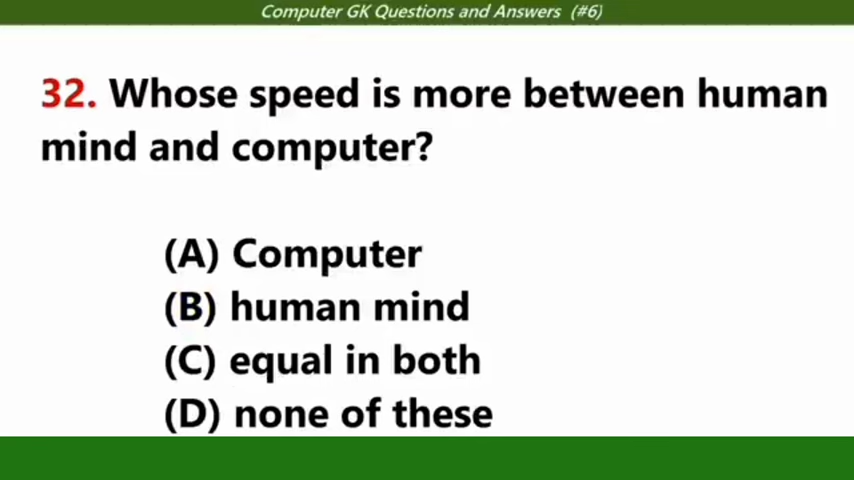 Computer GK Questions and Answers (#6)
32. Whose speed is more between human
mind and computer?
(A) Computer
(B) human mind
(C) equal in both
(D) none of these